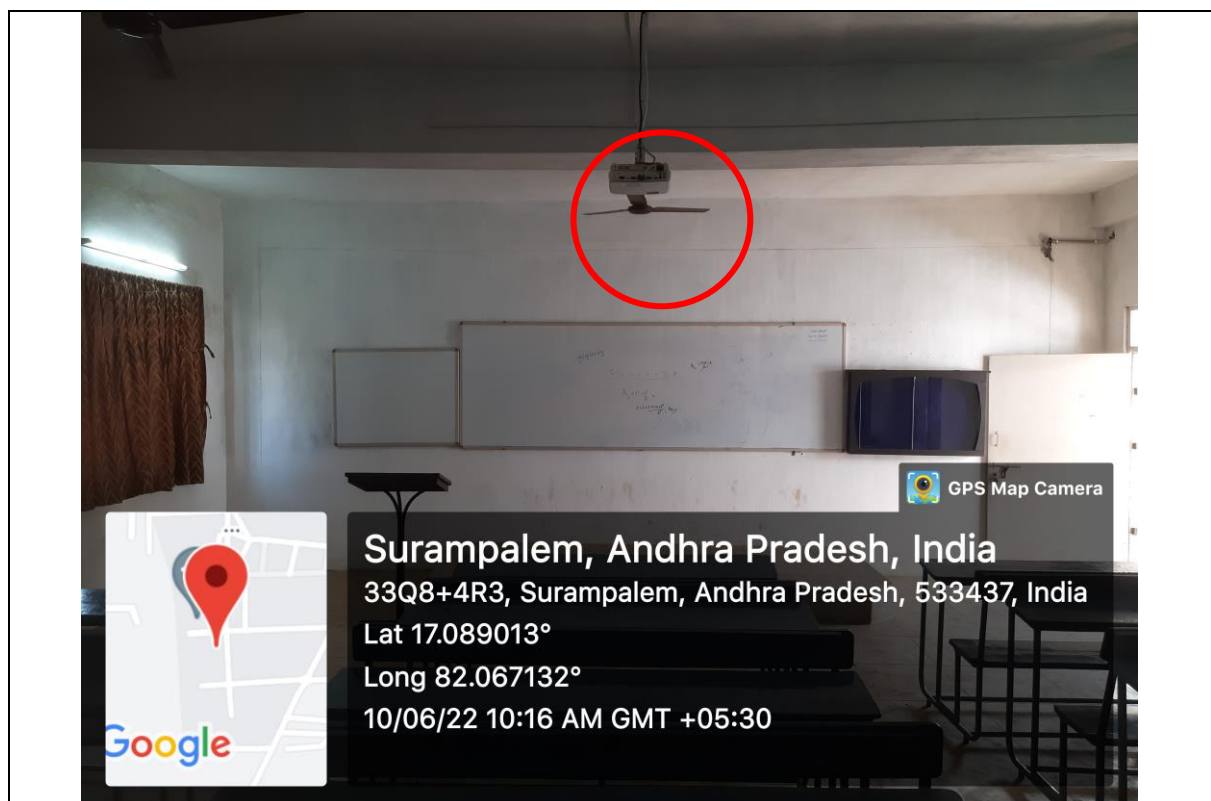 GPS Map Camera
Surampalem, Andhra Pradesh, India
33Q8+4R3, Surampalem, Andhra Pradesh, 533437, India
Lat 17.089013°
Long 82.067132°
10/06/22 10:16 AM GMT +05:30
Google